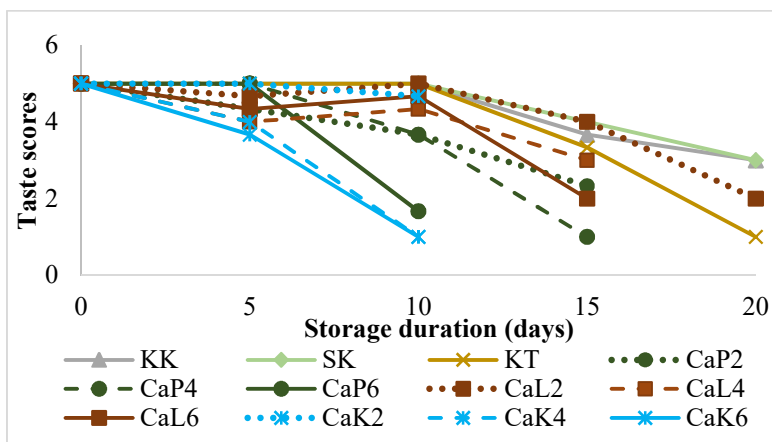 6
4
2
0
Taste scores
0 5 10 15 20
Storage duration (days)
KK SK KT CaP2
CaP4 CaP6 CaL2 CaL4
CaL6 CaK2 CaK4 CaK6